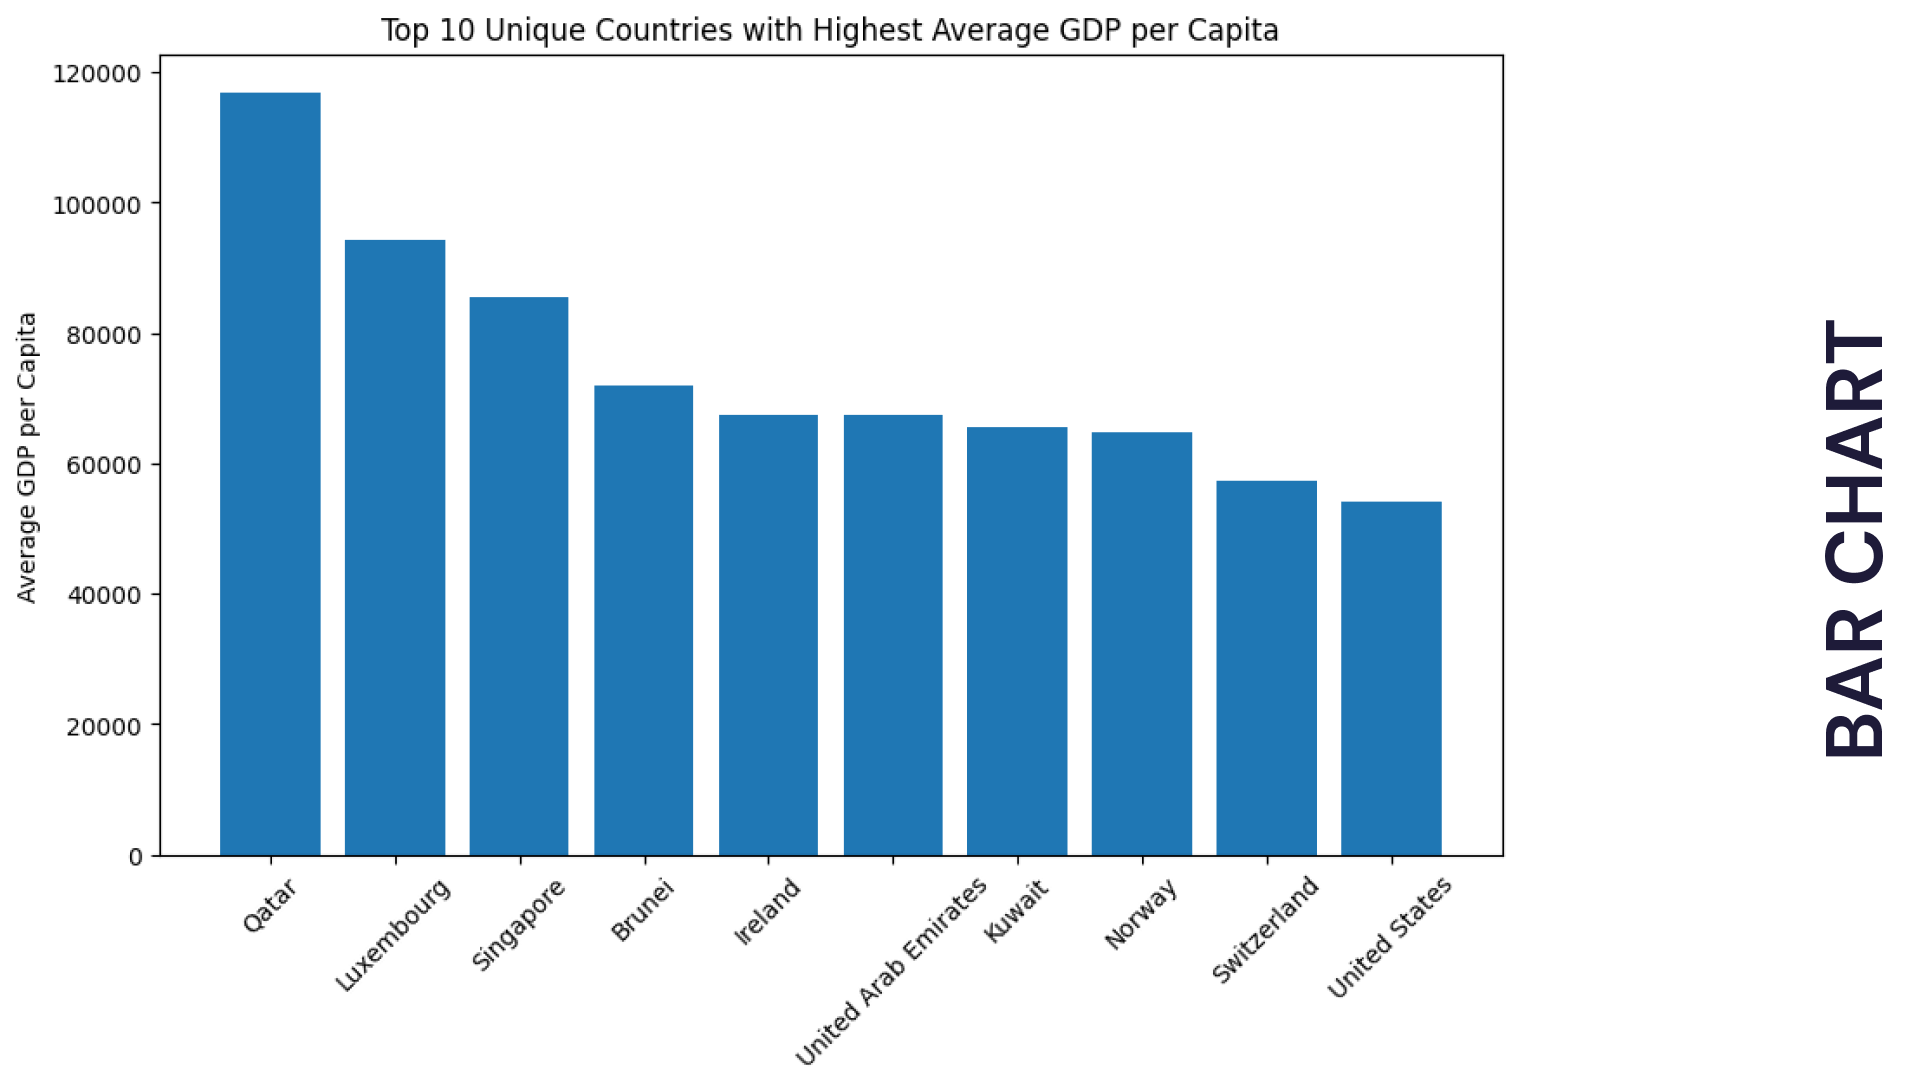 Top 10 Unique Countries with Highest Average GDP per Capita
Average GDP per Capita
120000
100000
80000
60000
40000
20000
0
Qatar
Luxembourg
Singapore
Brunei
Ireland
United Arab Emirates
Kuwait
Norway
Switzerland
United States
BAR CHART